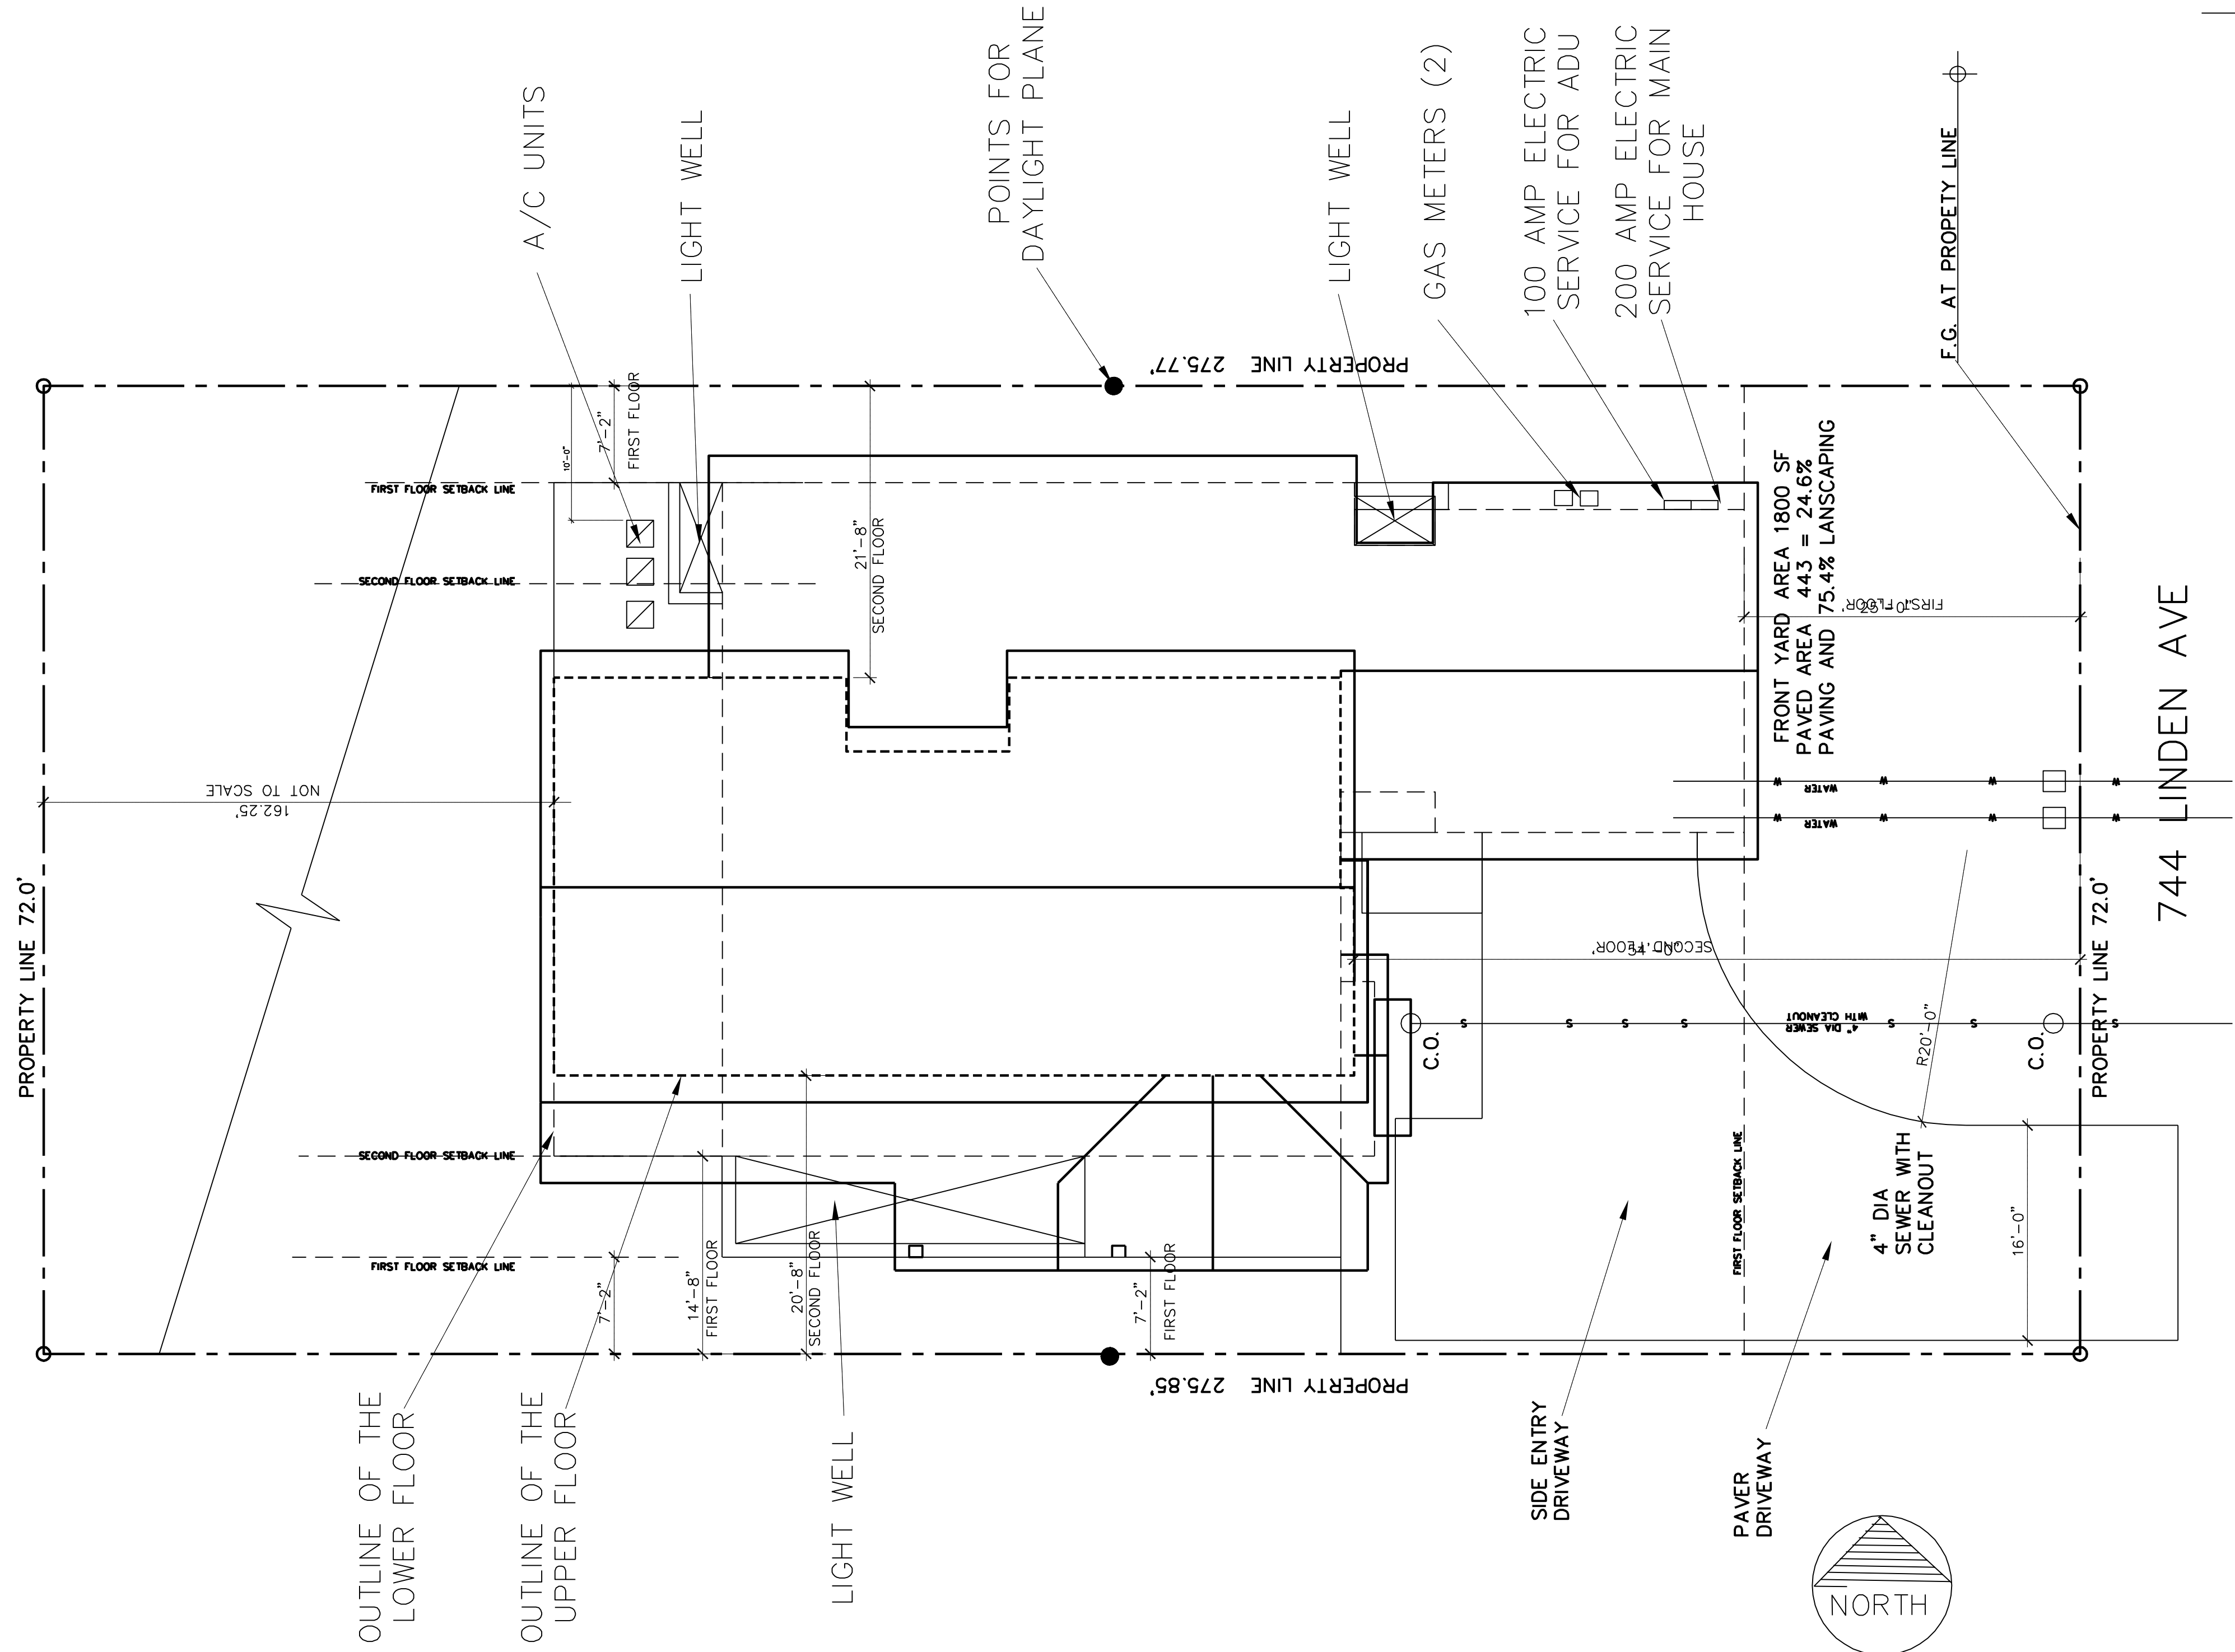 PROPERTY LINE 72.0'
162.25'
NOT TO SCALE
OUTLINE OF THE
LOWER FLOOR
OUTLINE OF THE
UPPER FLOOR
LIGHT WELL
FIRST FLOOR SETBACK LINE
SECOND FLOOR SETBACK LINE
SECOND FLOOR SETBACK LINE
FIRST FLOOR SETBACK LINE
A/C UNITS
LIGHT WELL
10'-0"
7'-2"
FIRST FLOOR
21'-8"
SECOND FLOOR
7'-2"
14'-8"
FIRST FLOOR
20'-8"
SECOND FLOOR
7'-2"
FIRST FLOOR
POINTS FOR
DAYLIGHT PLANE
PROPERTY LINE 275.77'
PROPERTY LINE 275.85'
LIGHT WELL
GAS METERS (2)
100 AMP ELECTRIC
SERVICE FOR ADU
200 AMP ELECTRIC
SERVICE FOR MAIN
HOUSE
C.O.
SIDE ENTRY
DRIVEWAY
PAVER
DRIVEWAY
FIRST FLOOR SETBACK LINE
SECOND FLOOR'
54'-0"
FRONT YARD AREA 1800 SF
PAVED AREA 443 = 24.6%
PAVING AND 75.4% LANSCAPING
FIRST FLOOR'
25'-0"
W
WATER
W
W
W
W
WATER
W
W
W
S
S
S
S
4" DIA SEWER
WITH CLEANOUT
S
S
S
4" DIA
SEWER WITH
CLEANOUT
R20'-0"
16'-0"
C.O.
F.G. AT PROPETY LINE
PROPERTY LINE 72.0'
744 LINDEN AVE
NORTH